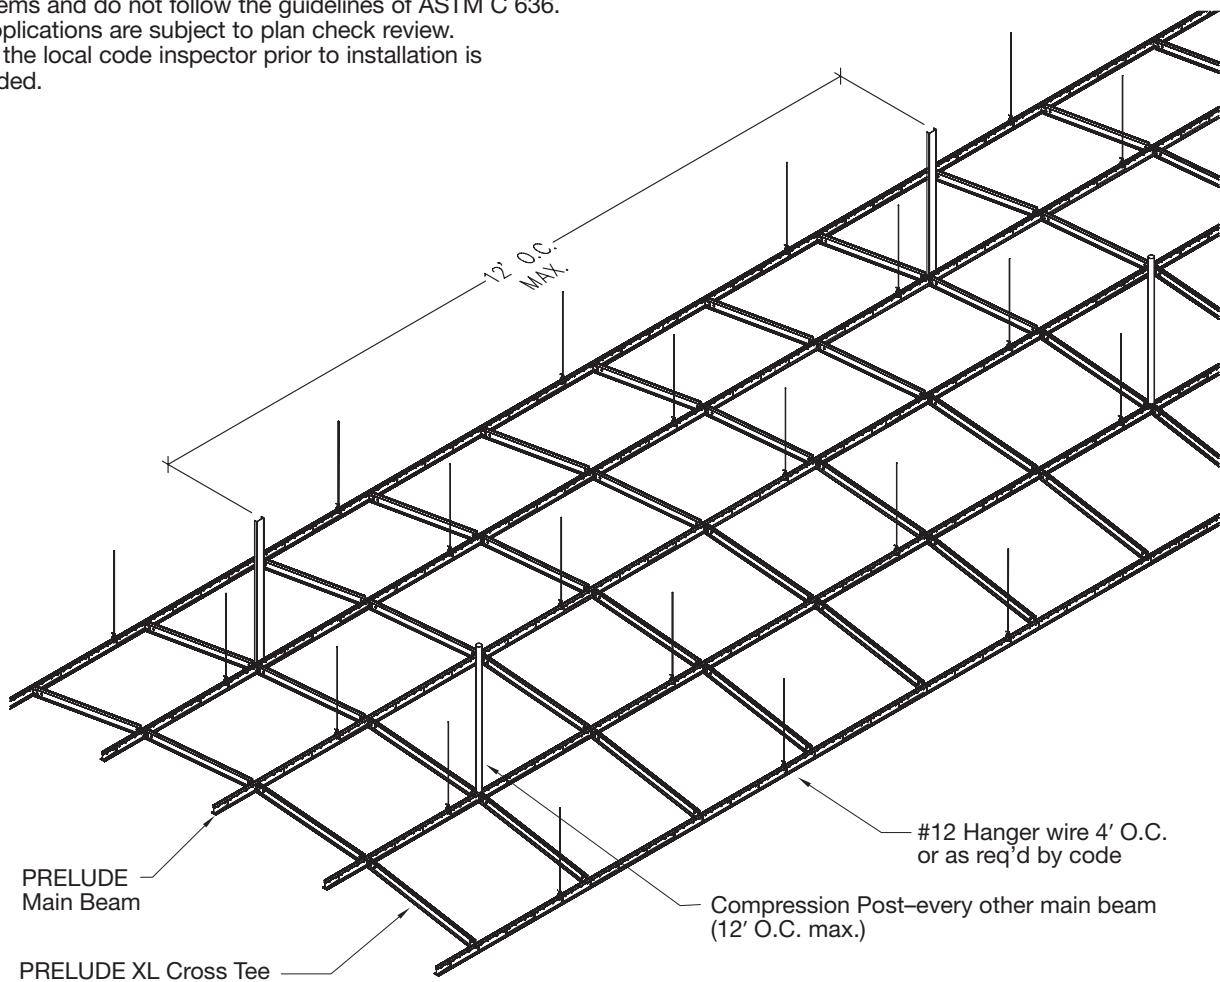 ems and do not follow the guidelines of ASTM C 636.
pplications are subject to plan check review.
the local code inspector prior to installation is
ded.
12' O.C.
MAX.
#12 Hanger wire 4′ O.C.
or as req’d by code
PRELUDE
Main Beam
Compression Post–every other main beam
(12′ O.C. max.)
PRELUDE XL Cross Tee